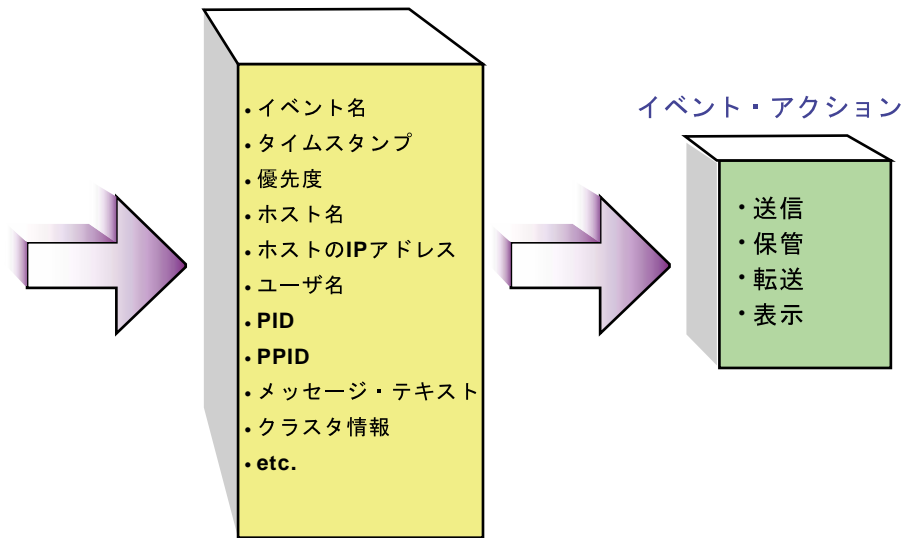 • イベント名
• タイムスタンプ
• 優先度
• ホスト名
• ホストのIPアドレス
• ユーザ名
• PID
• PPID
• メッセージ・テキスト
• クラスタ情報
• etc.
イベント・アクション
・送信
・保管
・転送
・表示